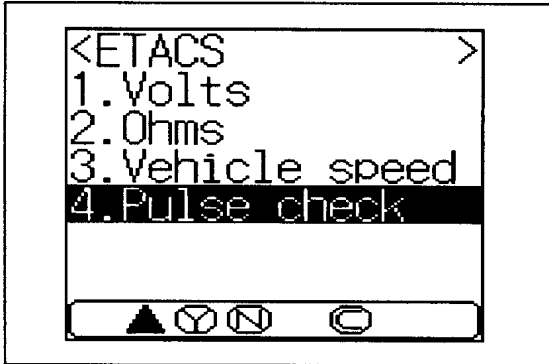 <ETACS >
1.Volts
2.Ohms
3.Vehicle speed
4.Pulse check
▲ Ⓨ Ⓝ Ⓒ